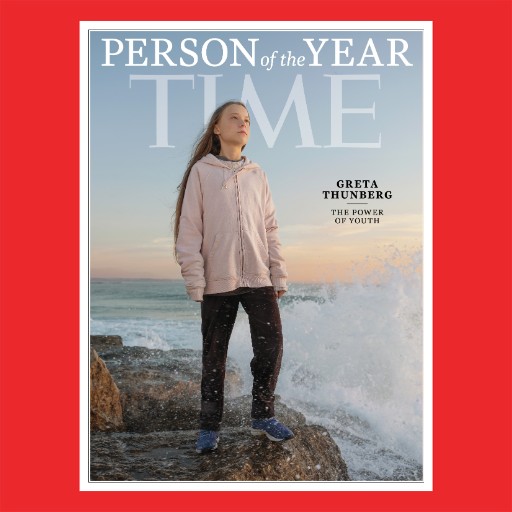 PERSON of the YEAR
TIME
GRETA
THUNBERG
THE POWER
OF YOUTH